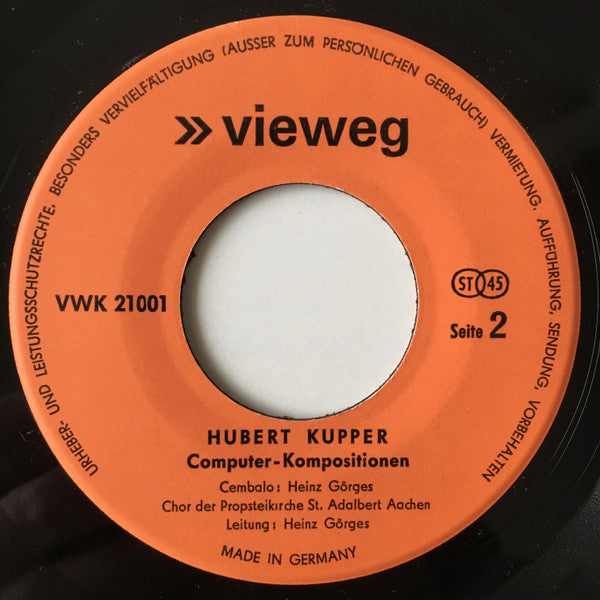 URHEBER- UND LEISTUNGSSCHUTZRECHTE, BESONDERS VERVIELFÄLTIGUNG (AUSSER ZUM PERSÖNLICHEN GEBRAUCH) VERMIETUNG, AUFFÜHRUNG, SENDUNG, VORBEHALTEN
» vieweg
VWK 21001
ST 45
Seite 2
HUBERT KUPPER
Computer-Kompositionen
Cembalo: Heinz Görges
Chor der Propsteikirche St. Adalbert Aachen
Leitung: Heinz Görges
MADE IN GERMANY